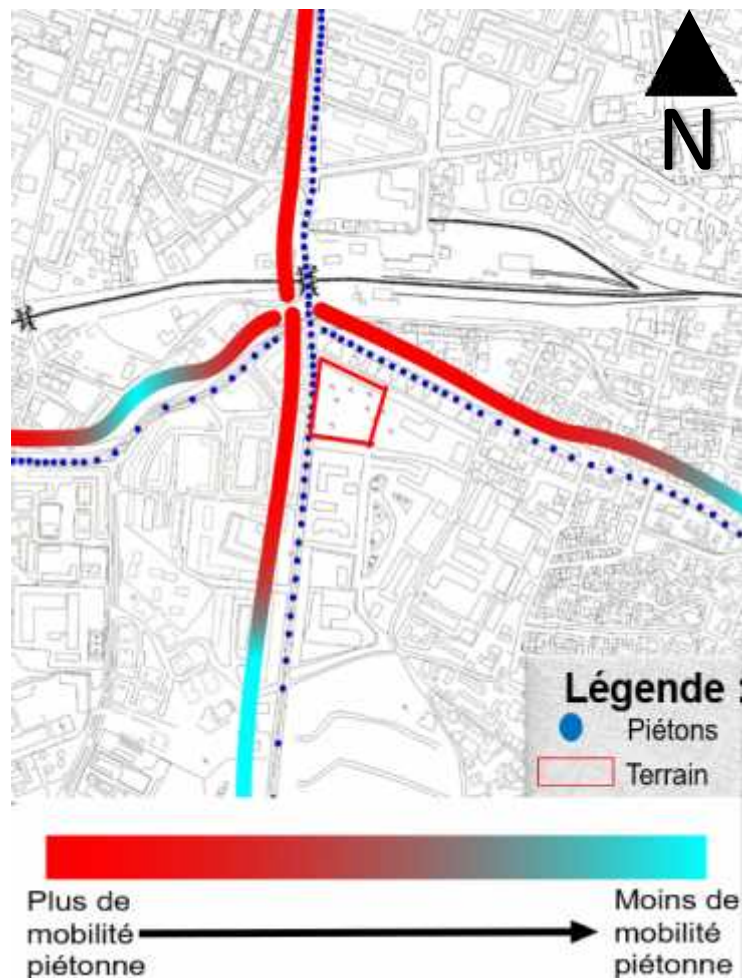 N
Légende :
Piétons
Terrain
Plus de
mobilité
piétonne
Moins de
mobilité
piétonne